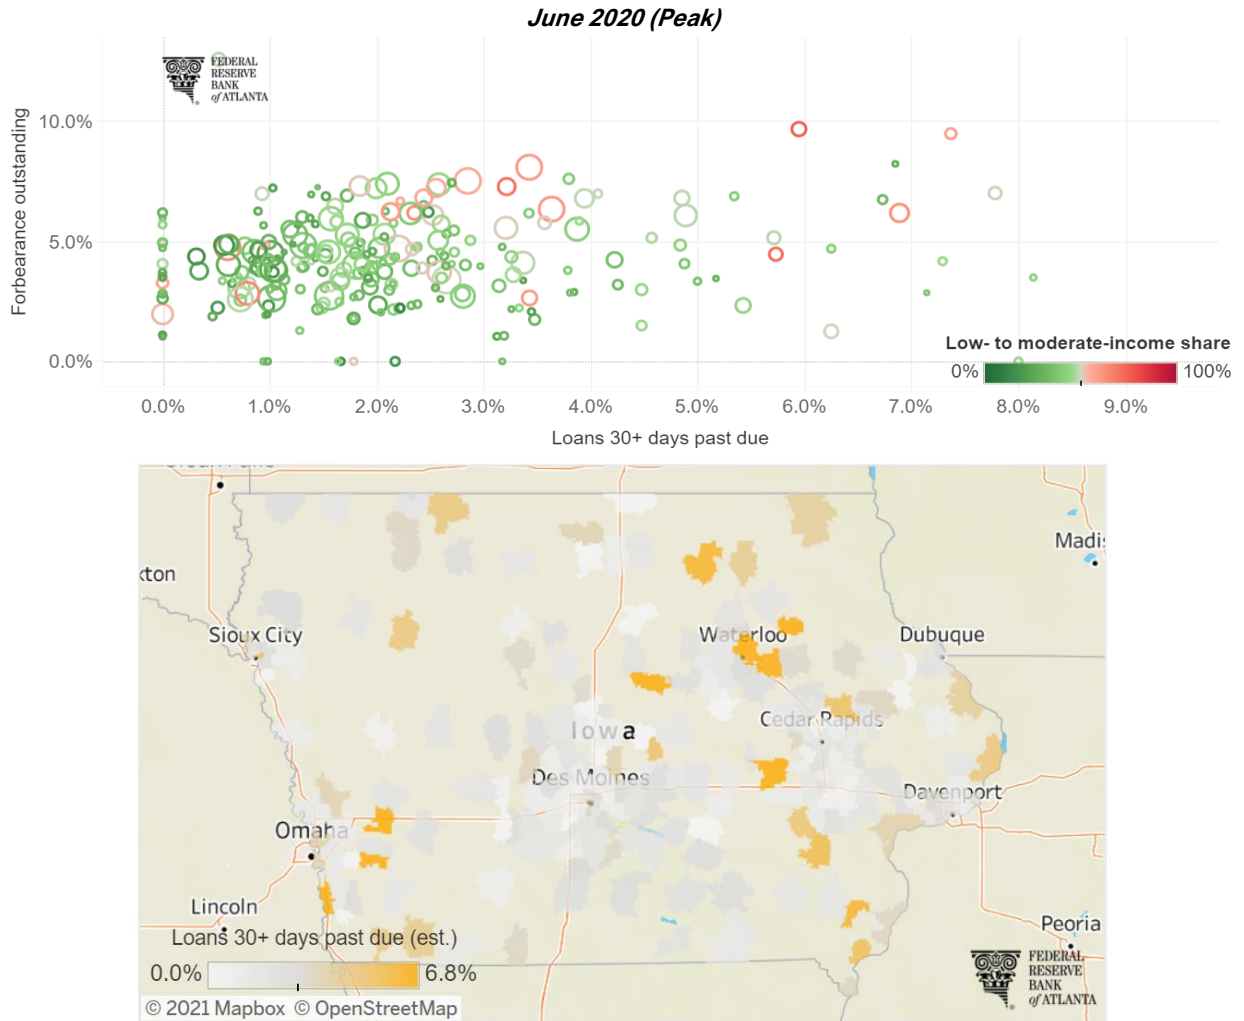 June 2020 (Peak)
FEDERAL
RESERVE
BANK
of ATLANTA
Forbearance outstanding
10.0%
5.0%
0.0%
Low- to moderate-income share
0%
100%
0.0%
1.0%
2.0%
3.0%
4.0%
5.0%
6.0%
7.0%
8.0%
9.0%
Loans 30+ days past due
Madis
kton
Sioux City
Waterloo
Dubuque
Iowa
Cedar Rapids
Des Moines
Davenport
Omaha
Lincoln
Peoria
Loans 30+ days past due (est.)
0.0%
6.8%
FEDERAL
RESERVE
BANK
of ATLANTA
© 2021 Mapbox © OpenStreetMap